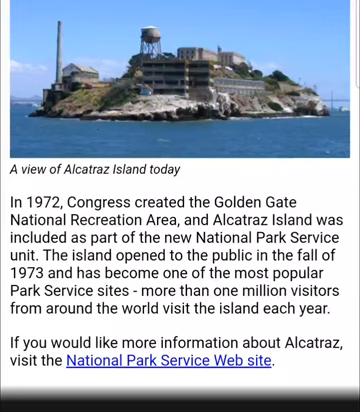 A view of Alcatraz Island today
In 1972, Congress created the Golden Gate
National Recreation Area, and Alcatraz Island was
included as part of the new National Park Service
unit. The island opened to the public in the fall of
1973 and has become one of the most popular
Park Service sites - more than one million visitors
from around the world visit the island each year.
If you would like more information about Alcatraz,
visit the National Park Service Web site.